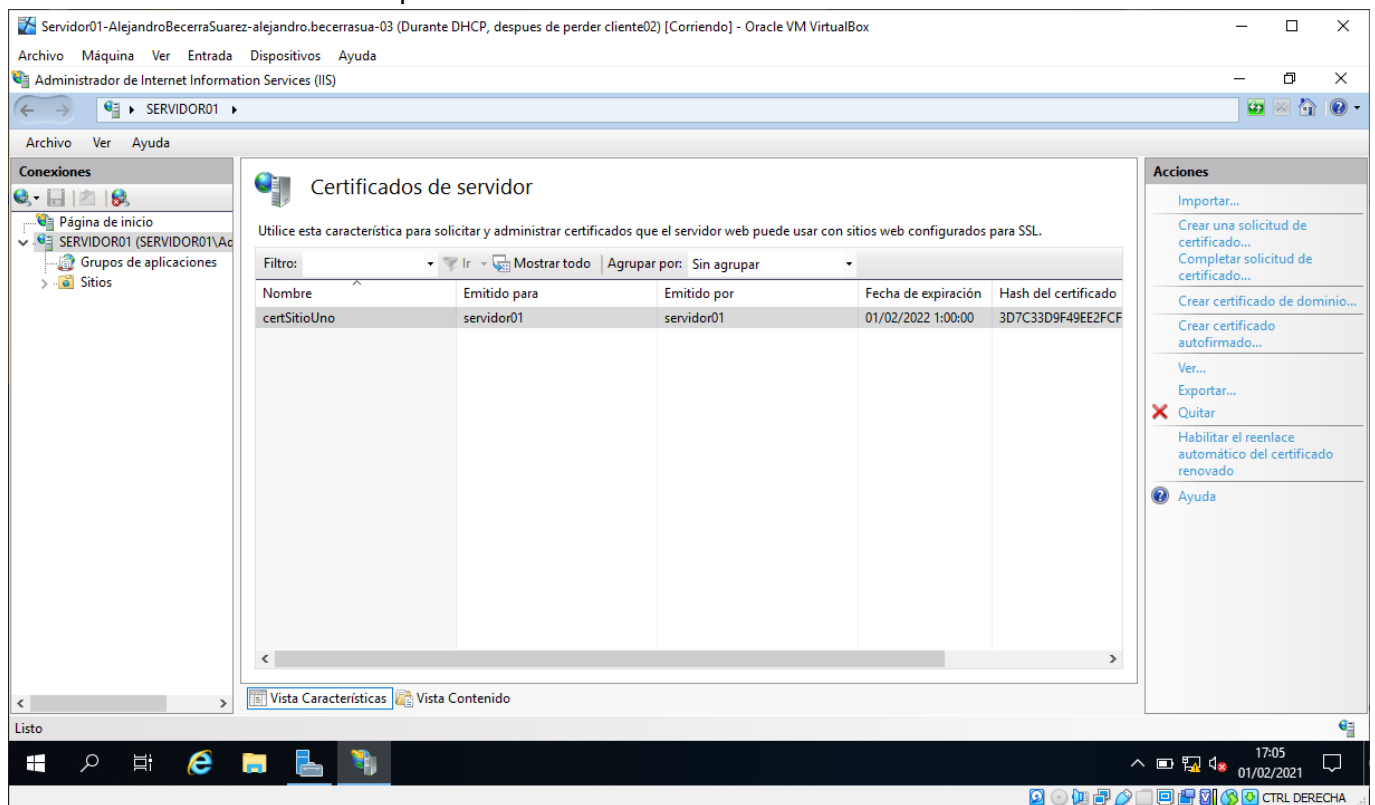 Servidor01-AlejandroBecerraSuarez-alejandro.becerrasua-03 (Durante DHCP, despues de perder cliente02) [Corriendo] - Oracle VM VirtualBox
Archivo Máquina Ver Entrada Dispositivos Ayuda
Administrador de Internet Information Services (IIS)
SERVIDOR01
Archivo Ver Ayuda
Conexiones
Página de inicio
SERVIDOR01 (SERVIDOR01\Ad
Grupos de aplicaciones
Sitios
Certificados de servidor
Utilice esta característica para solicitar y administrar certificados que el servidor web puede usar con sitios web configurados para SSL.
Filtro: Ir Mostrar todo Agrupar por: Sin agrupar
Nombre Emitido para Emitido por Fecha de expiración Hash del certificado
certSitioUno servidor01 servidor01 01/02/2022 1:00:00 3D7C33D9F49EE2FCF
Vista Características Vista Contenido
Acciones
Importar...
Crear una solicitud de
certificado...
Completar solicitud de
certificado...
Crear certificado de dominio...
Crear certificado
autofirmado...
Ver...
Exportar...
Quitar
Habilitar el reenlace
automático del certificado
renovado
Ayuda
Listo
17:05
01/02/2021
CTRL DERECHA